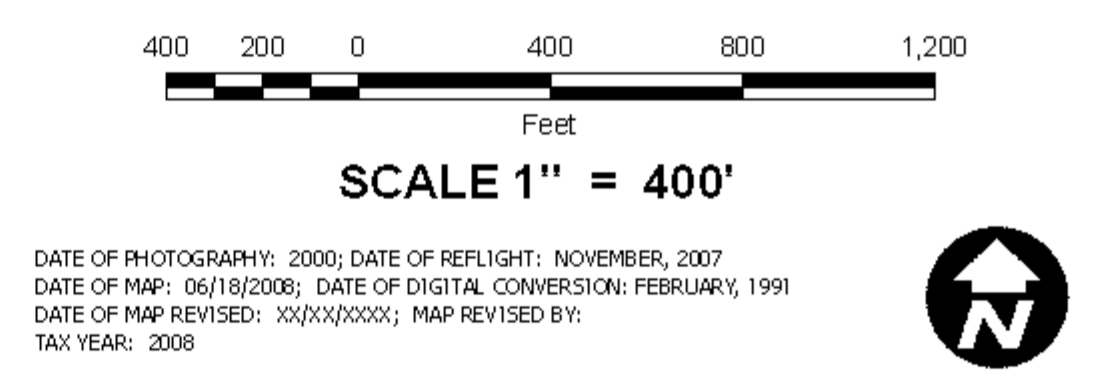 400 200 0 400 800 1,200
Feet
SCALE 1" = 400'
DATE OF PHOTOGRAPHY: 2000; DATE OF REFLIGHT: NOVEMBER, 2007
DATE OF MAP: 06/18/2008; DATE OF DIGITAL CONVERSION: FEBRUARY, 1991
DATE OF MAP REVISED: XX/XX/XXXX; MAP REVISED BY:
TAX YEAR: 2008
N